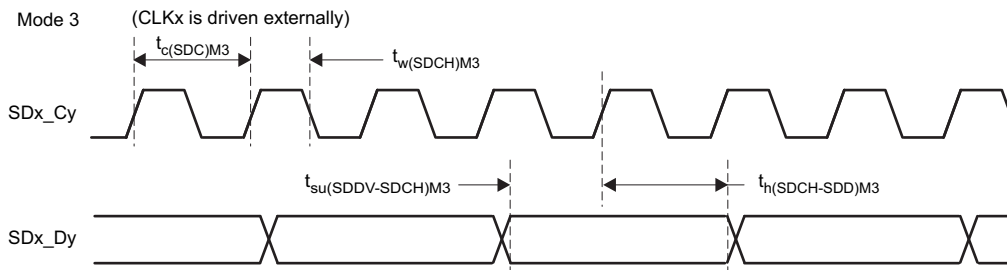 Mode 3 (CLKx is driven externally)
tc(SDC)M3
tw(SDCH)M3
SDx_Cy
tsu(SDDV-SDCH)M3
th(SDCH-SDD)M3
SDx_Dy